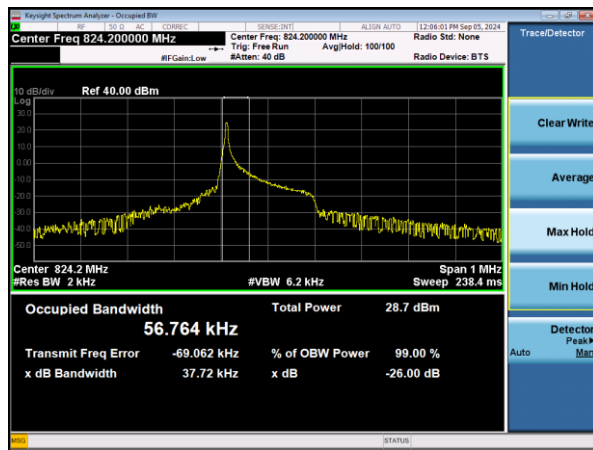 Keysight Spectrum Analyzer - Occupied BW
RF 50 Ω AC CORREC SENSE:INT ALIGN AUTO 12:06:01 PM Sep 05, 2024
Center Freq 824.200000 MHz
Center Freq: 824.200000 MHz
Radio Std: None
Trig: Free Run Avg|Hold: 100/100
#IFGain:Low
#Atten: 40 dB
Radio Device: BTS
Trace/Detector
10 dB/div Ref 40.00 dBm
Log
30.0
20.0
10.0
0.00
-10.0
-20.0
-30.0
-40.0
-50.0
Center 824.2 MHz
Span 1 MHz
#Res BW 2 kHz
#VBW 6.2 kHz
Sweep 238.4 ms
Occupied Bandwidth
56.764 kHz
Total Power 28.7 dBm
Transmit Freq Error -69.062 kHz
% of OBW Power 99.00 %
x dB Bandwidth 37.72 kHz
x dB -26.00 dB
Clear Write
Average
Max Hold
Min Hold
Detector
Peak
Auto Man
MSG
STATUS